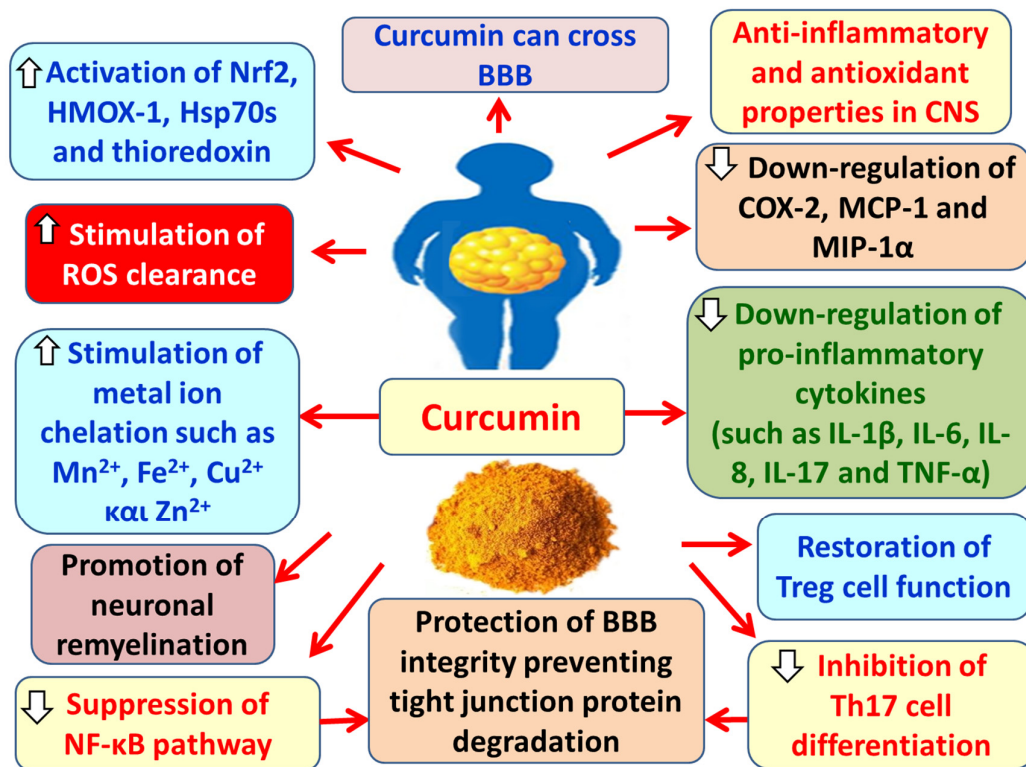 Activation of Nrf2,
HMOX-1, Hsp70s
and thioredoxin
Curcumin can cross
BBB
Anti-inflammatory
and antioxidant
properties in CNS
Down-regulation of
COX-2, MCP-1 and
MIP-1α
Stimulation of
ROS clearance
Stimulation of
metal ion
chelation such as
Mn²⁺, Fe²⁺, Cu²⁺
και Zn²⁺
Curcumin
Down-regulation of
pro-inflammatory
cytokines
(such as IL-1β, IL-6, IL-
8, IL-17 and TNF-α)
Promotion of
neuronal
remyelination
Restoration of
Treg cell function
Suppression of
NF-κB pathway
Protection of BBB
integrity preventing
tight junction protein
degradation
Inhibition of
Th17 cell
differentiation